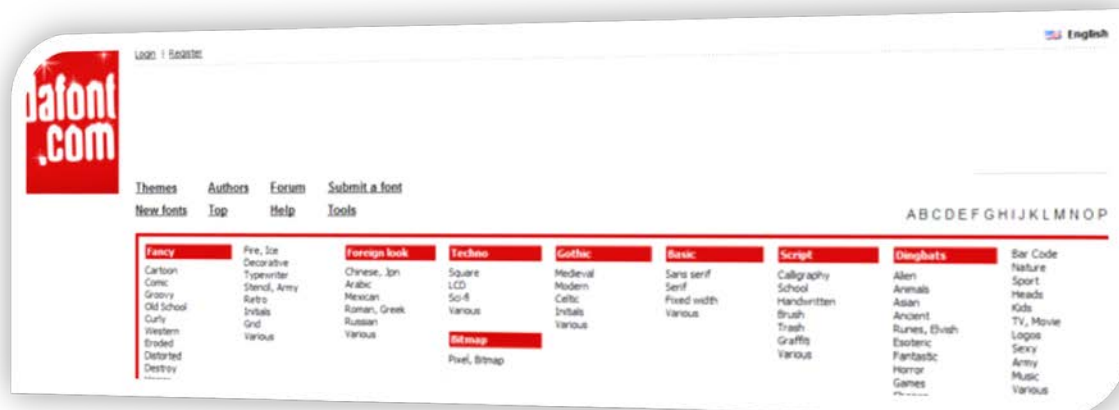 Login | Register
English
dafont
.com
Themes Authors Forum Submit a font
New fonts Top Help Tools
A B C D E F G H I J K L M N O P
Fancy
Cartoon
Comic
Groovy
Old School
Curly
Western
Eroded
Distorted
Destroy
Fire, Ice
Decorative
Typewriter
Stencil, Army
Retro
Initials
Grid
Various
Foreign look
Chinese, Jpn
Arabic
Mexican
Roman, Greek
Russian
Various
Techno
Square
LCD
Sci-fi
Various
Bitmap
Pixel, Bitmap
Gothic
Medieval
Modern
Celtic
Initials
Various
Basic
Sans serif
Serif
Fixed width
Various
Script
Calligraphy
School
Handwritten
Brush
Trash
Graffiti
Various
Dingbats
Alien
Animals
Asian
Ancient
Runes, Elvish
Esoteric
Fantastic
Horror
Games
Bar Code
Nature
Sport
Heads
Kids
TV, Movie
Logos
Sexy
Army
Music
Various